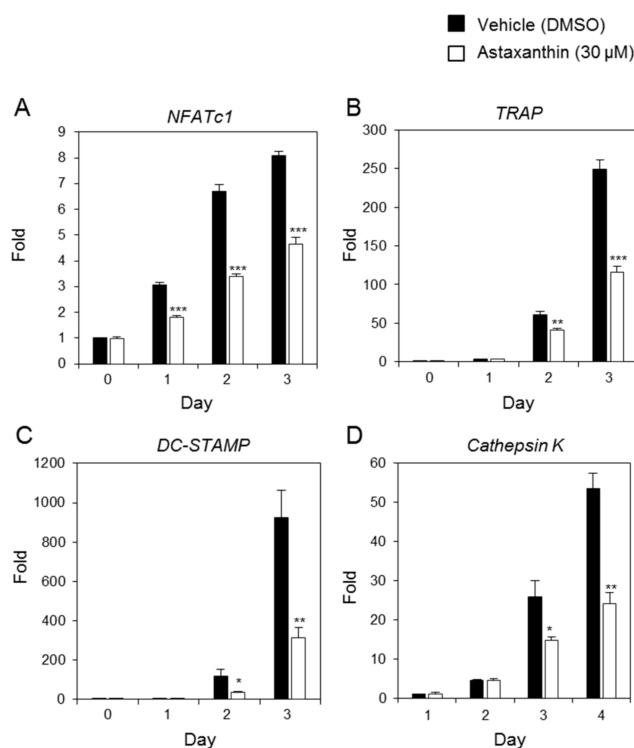 Vehicle (DMSO)
Astaxanthin (30 µM)
A
NFATc1
Fold
9
8
7
6
5
4
3
2
1
0
***
***
***
0 1 2 3
Day
B
TRAP
Fold
300
250
200
150
100
50
0
**
***
0 1 2 3
Day
C
DC-STAMP
Fold
1200
1000
800
600
400
200
0
*
**
0 1 2 3
Day
D
Cathepsin K
Fold
60
50
40
30
20
10
0
*
**
1 2 3 4
Day